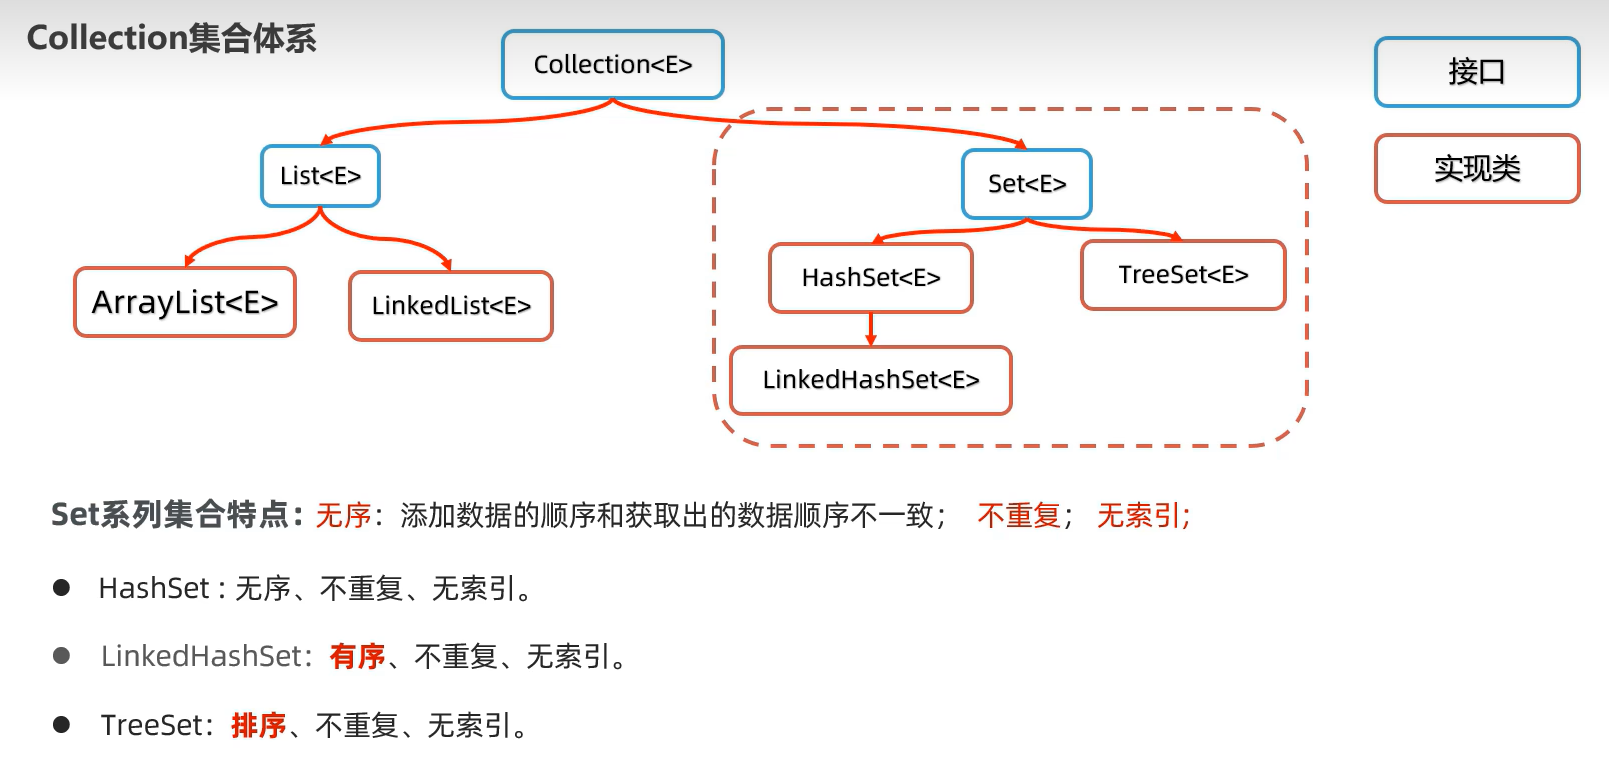 Collection集合体系
Collection<E>
接口
List<E>
Set<E>
实现类
ArrayList<E>
LinkedList<E>
HashSet<E>
TreeSet<E>
LinkedHashSet<E>
Set系列集合特点：无序：添加数据的顺序和获取出的数据顺序不一致； 不重复； 无索引;
● HashSet : 无序、不重复、无索引。
● LinkedHashSet：有序、不重复、无索引。
● TreeSet：排序、不重复、无索引。